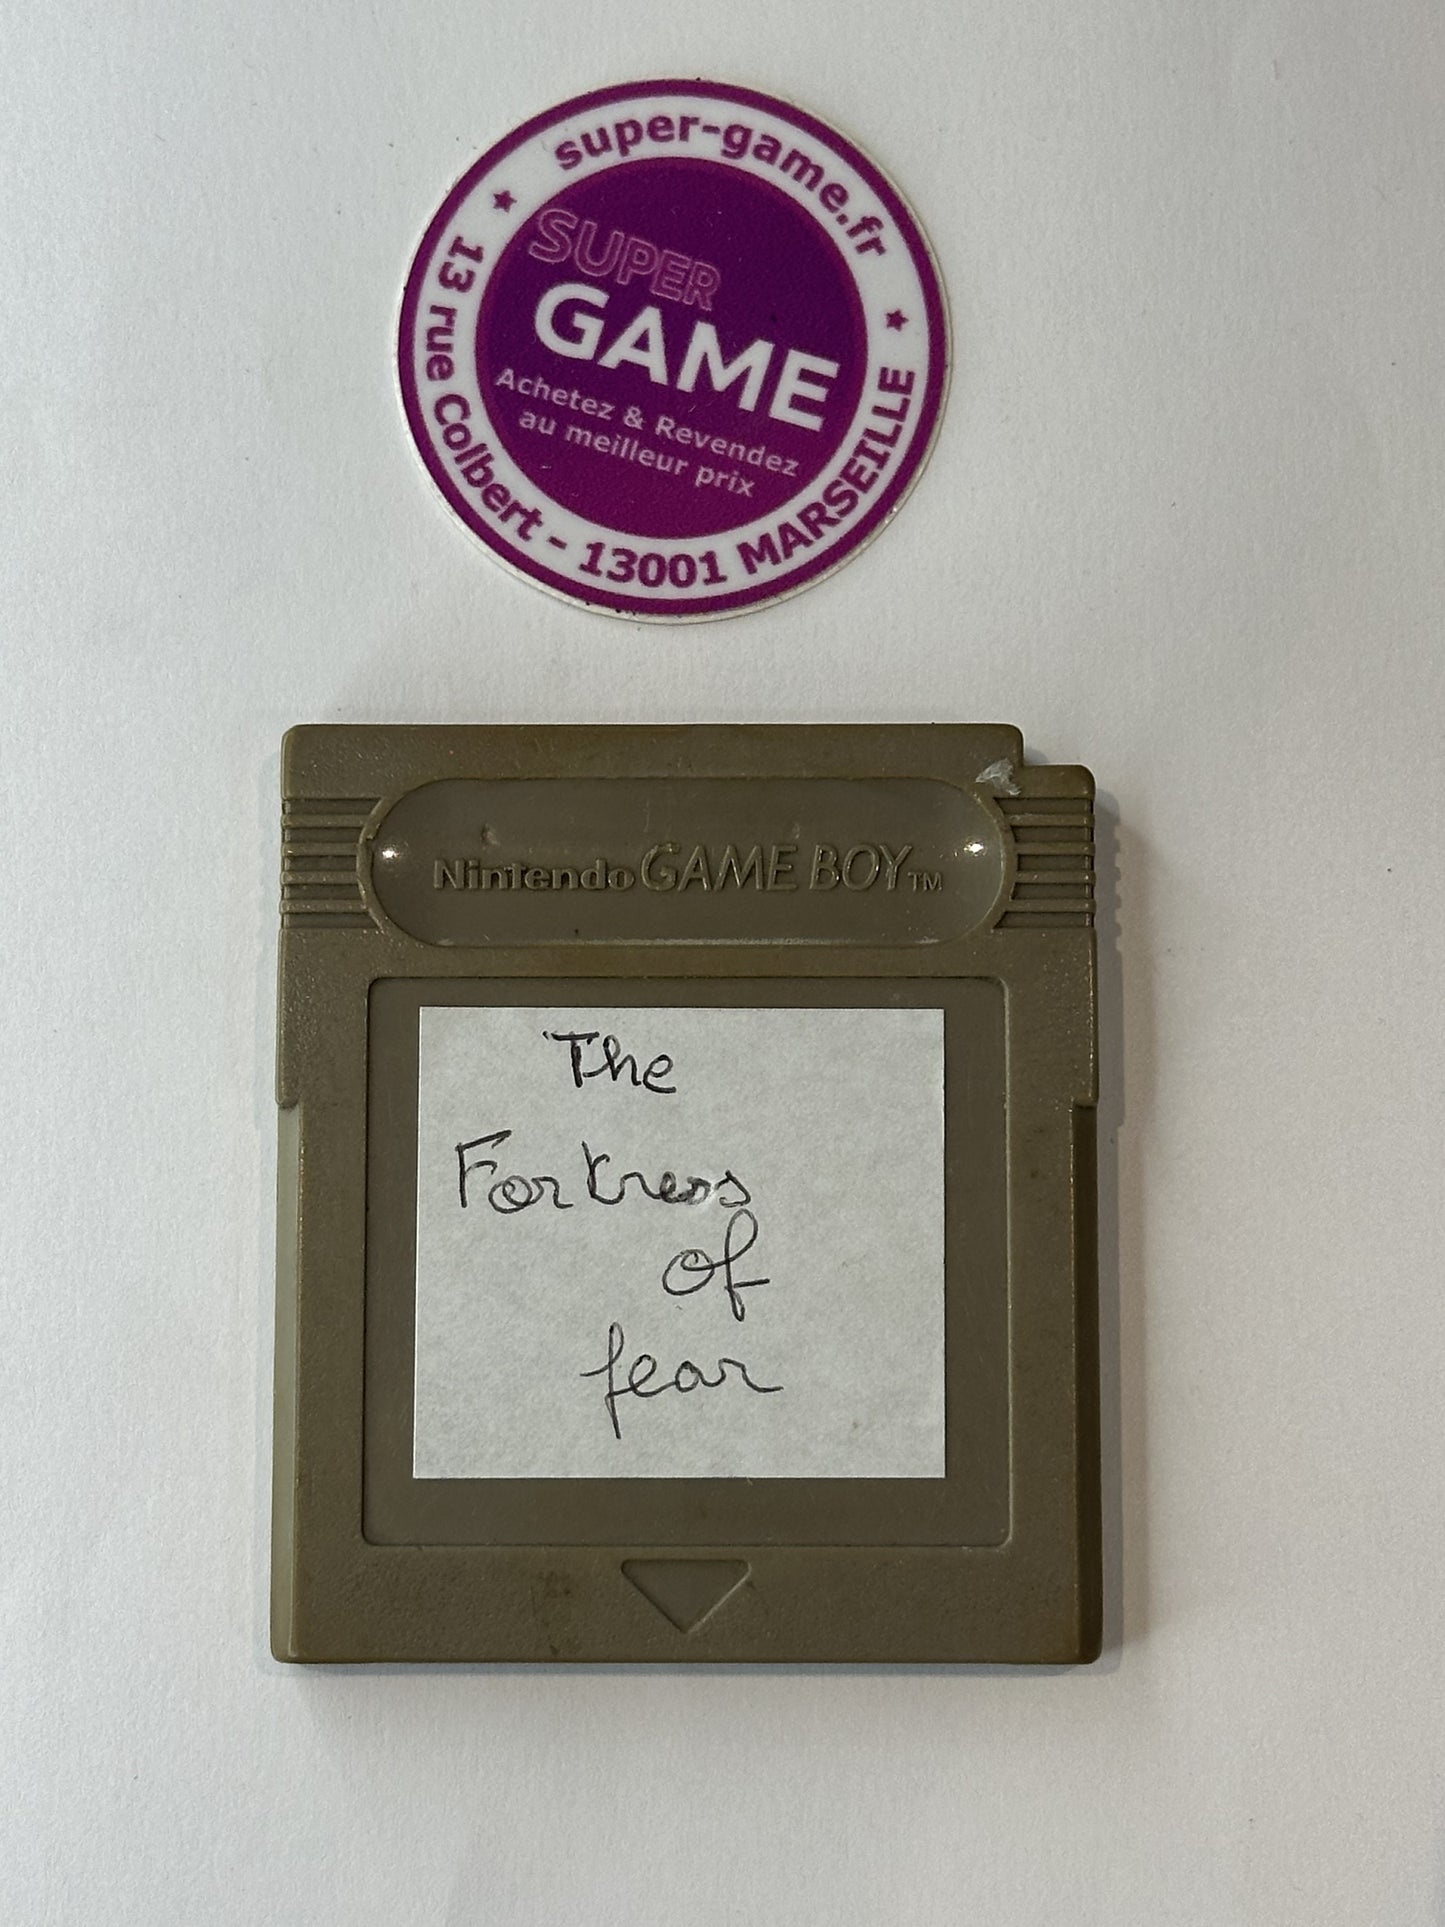 super-game.fr
SUPER
GAME
Achetez & Revendez
au meilleur prix
13 rue Colbert - 13001 MARSEILLE
Nintendo GAME BOY TM
The
Fortress
of
fear